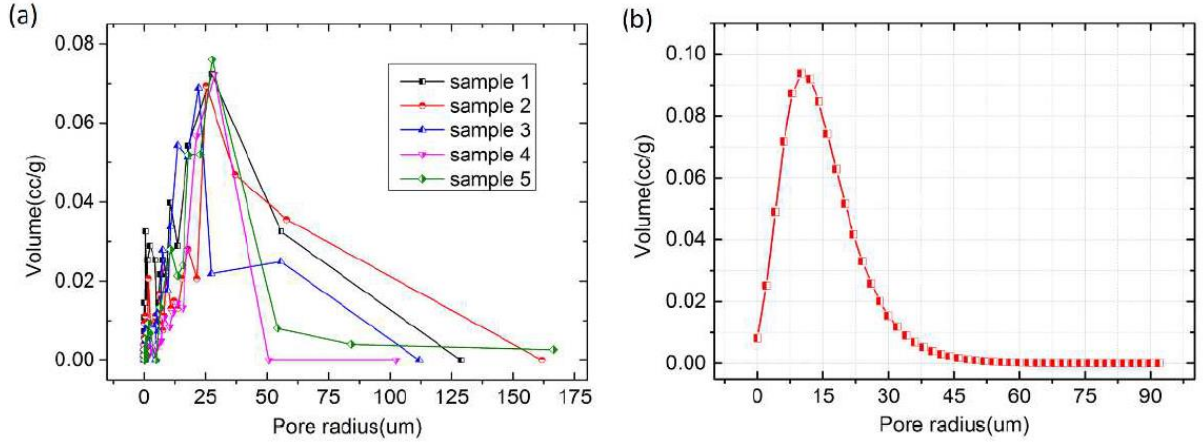 (a)
0.08
0.06
0.04
0.02
0.00
Volume(cc/g)
sample 1
sample 2
sample 3
sample 4
sample 5
0 25 50 75 100 125 150 175
Pore radius(um)
(b)
0.10
0.08
0.06
0.04
0.02
0.00
Volume(cc/g)
0 15 30 45 60 75 90
Pore radius(um)